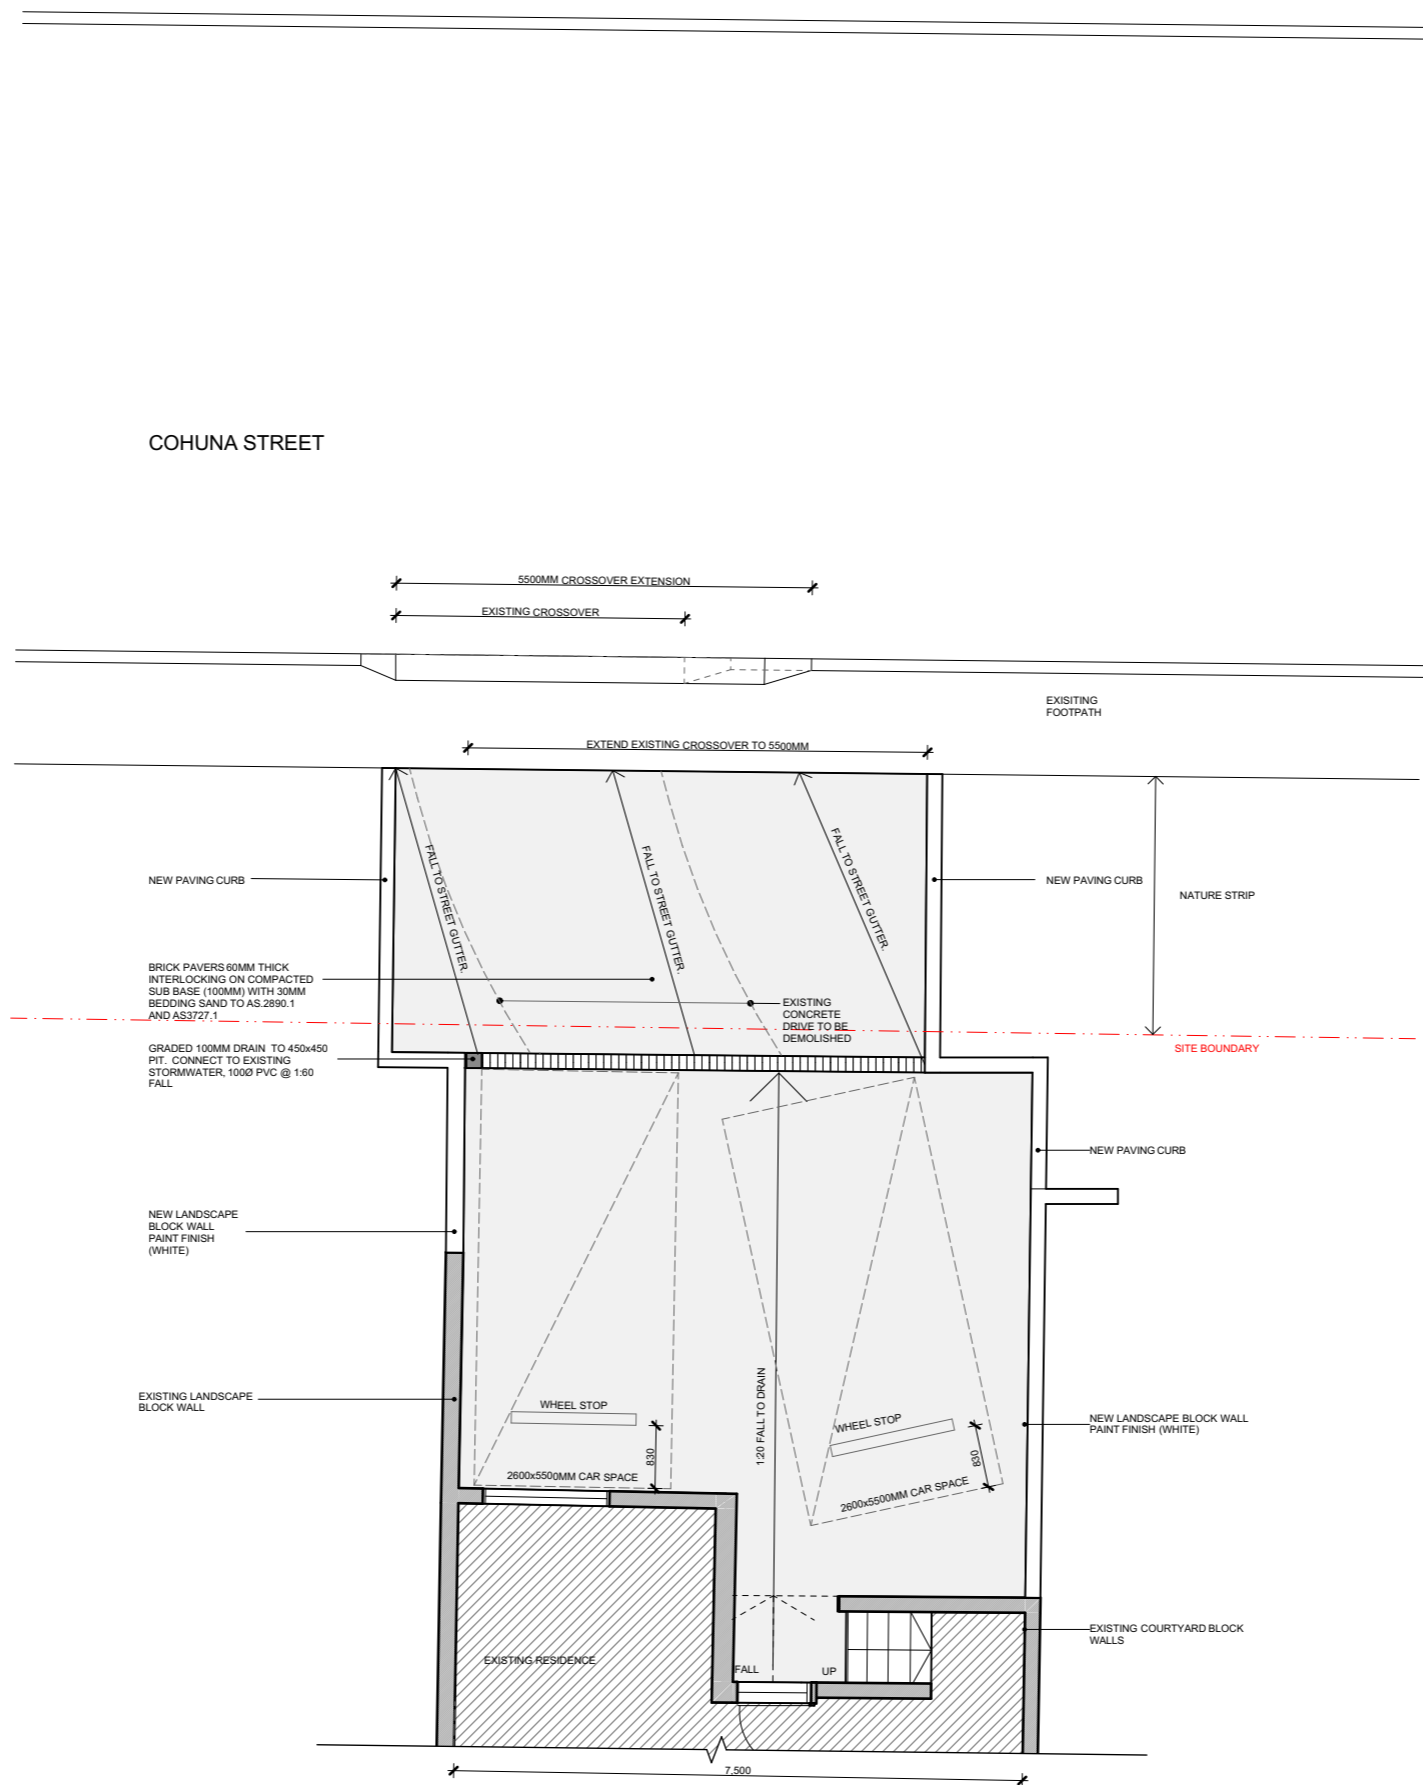 COHUNA STREET
5500MM CROSSOVER EXTENSION
EXISTING CROSSOVER
EXISITING
FOOTPATH
EXTEND EXISTING CROSSOVER TO 5500MM
FALL TO STREET GUTTER.
FALL TO STREET GUTTER.
FALL TO STREET GUTTER.
NEW PAVING CURB
NEW PAVING CURB
NATURE STRIP
BRICK PAVERS 60MM THICK
INTERLOCKING ON COMPACTED
SUB BASE (100MM) WITH 30MM
BEDDING SAND TO AS.2890.1
AND AS3727.1
EXISTING
CONCRETE
DRIVE TO BE
DEMOLISHED
SITE BOUNDARY
GRADED 100MM DRAIN TO 450x450
PIT. CONNECT TO EXISTING
STORMWATER, 100Ø PVC @ 1:60
FALL
NEW PAVING CURB
NEW LANDSCAPE
BLOCK WALL
PAINT FINISH
(WHITE)
EXISTING LANDSCAPE
BLOCK WALL
WHEEL STOP
830
2600x5500MM CAR SPACE
1:20 FALL TO DRAIN
WHEEL STOP
830
2600x5500MM CAR SPACE
NEW LANDSCAPE BLOCK WALL
PAINT FINISH (WHITE)
EXISTING COURTYARD BLOCK
WALLS
EXISTING RESIDENCE
FALL
UP
7,500